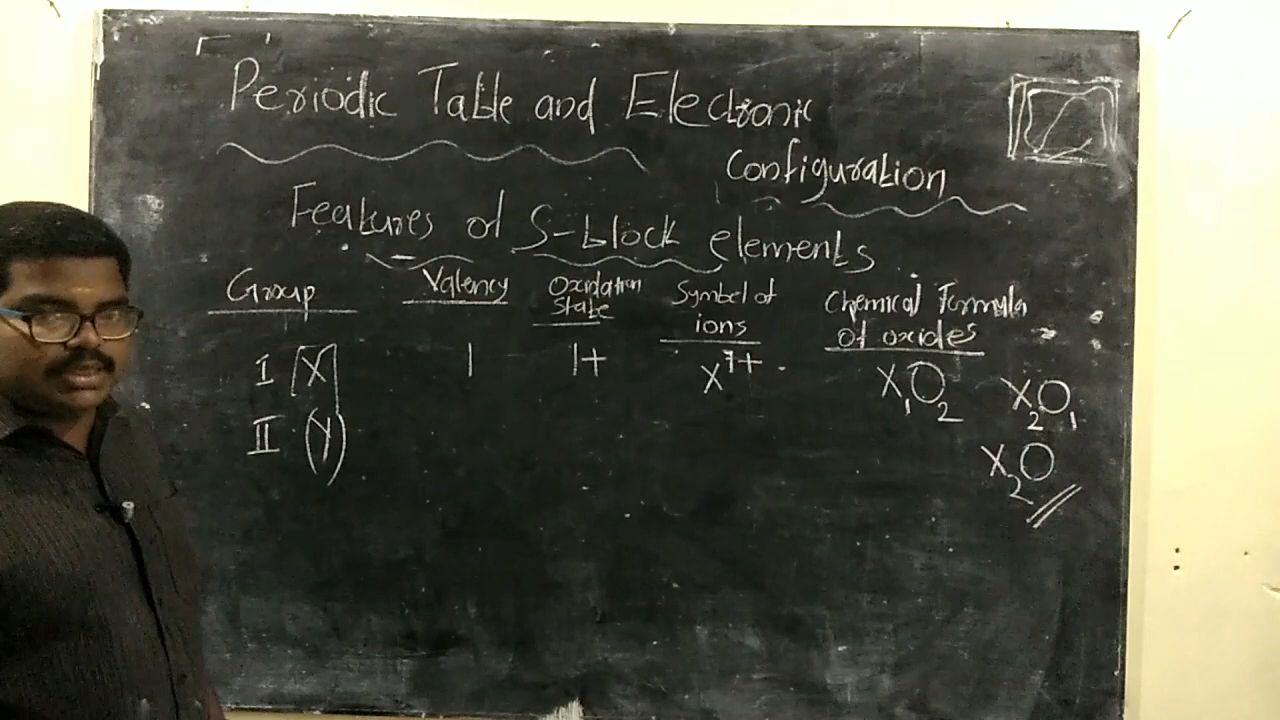 Periodic Table and Electronic
Configuration
Features of S-block elements
Group Valency Oxidation State Symbol of ions Chemical Formula of oxides
I [X] 1 1+ X¹⁺ X₁O₂ X₂O₁
II (Y) X₂O